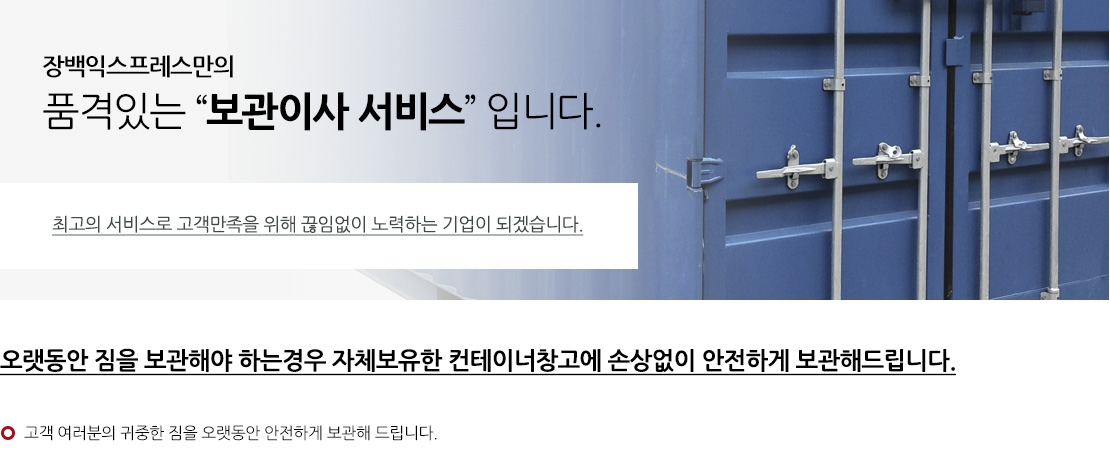 장백익스프레스만의
품격있는 “보관이사 서비스” 입니다.
최고의 서비스로 고객만족을 위해 끊임없이 노력하는 기업이 되겠습니다.
오랫동안 짐을 보관해야 하는경우 자체보유한 컨테이너창고에 손상없이 안전하게 보관해드립니다.
고객 여러분의 귀중한 짐을 오랫동안 안전하게 보관해 드립니다.